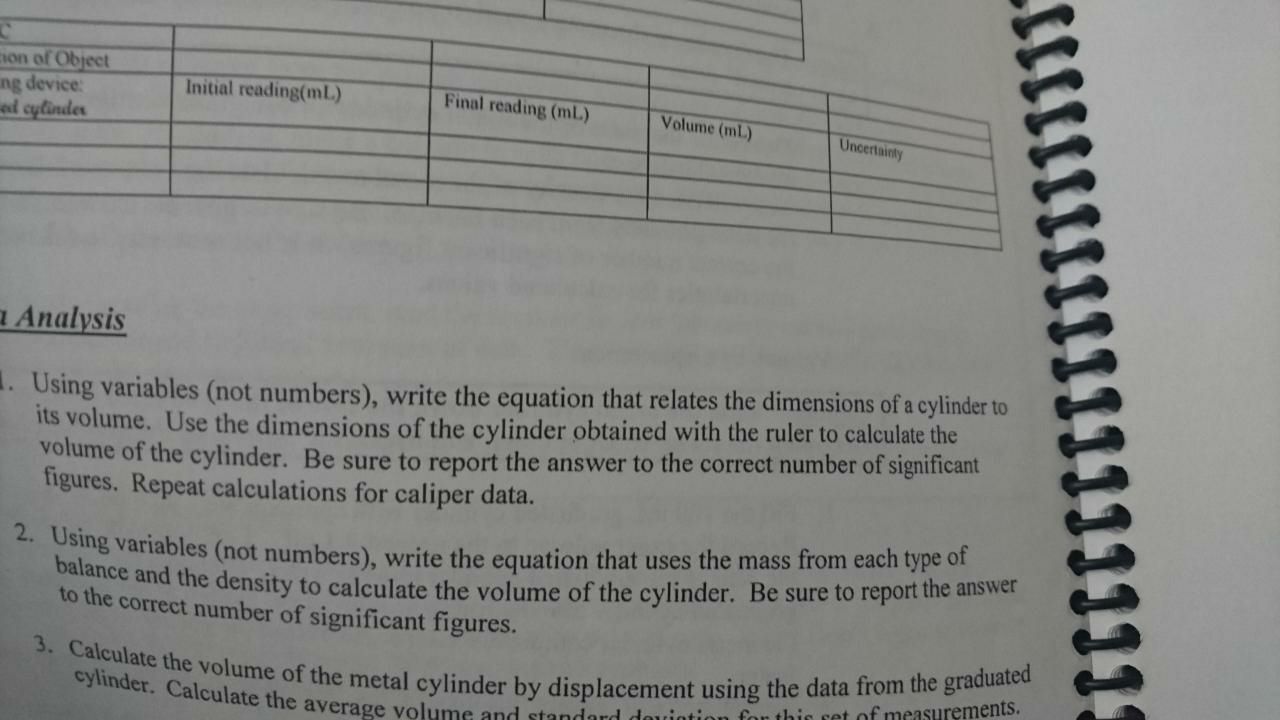 C
ion of Object
ng device:
ed cylinder
Initial reading(mL)
Final reading (mL)
Volume (mL)
Uncertainty
a Analysis
1. Using variables (not numbers), write the equation that relates the dimensions of a cylinder to
its volume. Use the dimensions of the cylinder obtained with the ruler to calculate the
volume of the cylinder. Be sure to report the answer to the correct number of significant
figures. Repeat calculations for caliper data.
2. Using variables (not numbers), write the equation that uses the mass from each type of
balance and the density to calculate the volume of the cylinder. Be sure to report the answer
to the correct number of significant figures.
3. Calculate the volume of the metal cylinder by displacement using the data from the graduated
cylinder. Calculate the average volume and standard deviation for this set of measurements.